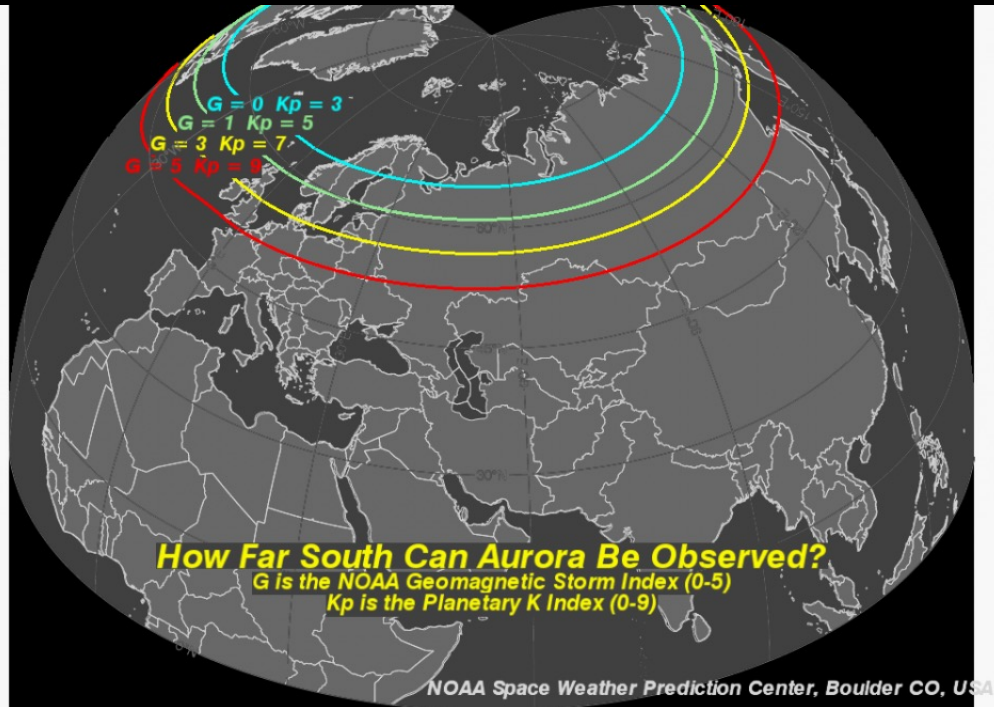 G = 0 Kp = 3
G = 1 Kp = 5
G = 3 Kp = 7
G = 5 Kp = 9
30°N
How Far South Can Aurora Be Observed?
G is the NOAA Geomagnetic Storm Index (0-5)
Kp is the Planetary K Index (0-9)
NOAA Space Weather Prediction Center, Boulder CO, USA